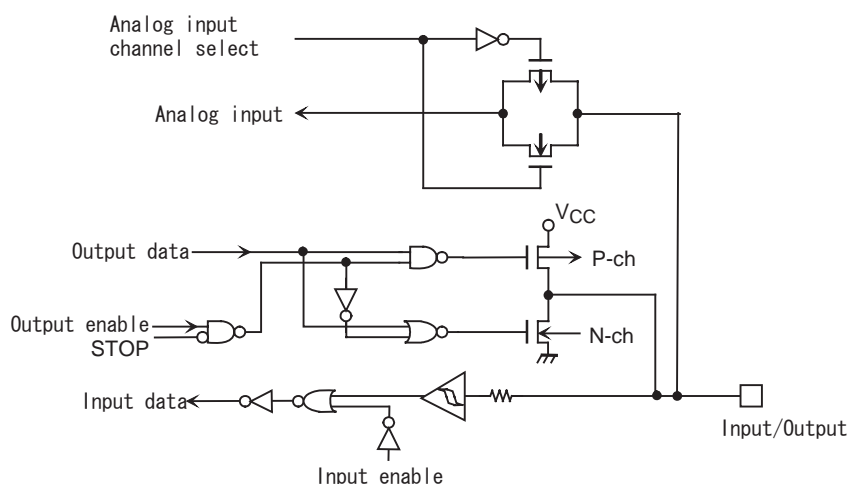 Analog input
channel select
Analog input
VCC
Output data
P-ch
Output enable
STOP
N-ch
Input data
Input/Output
Input enable